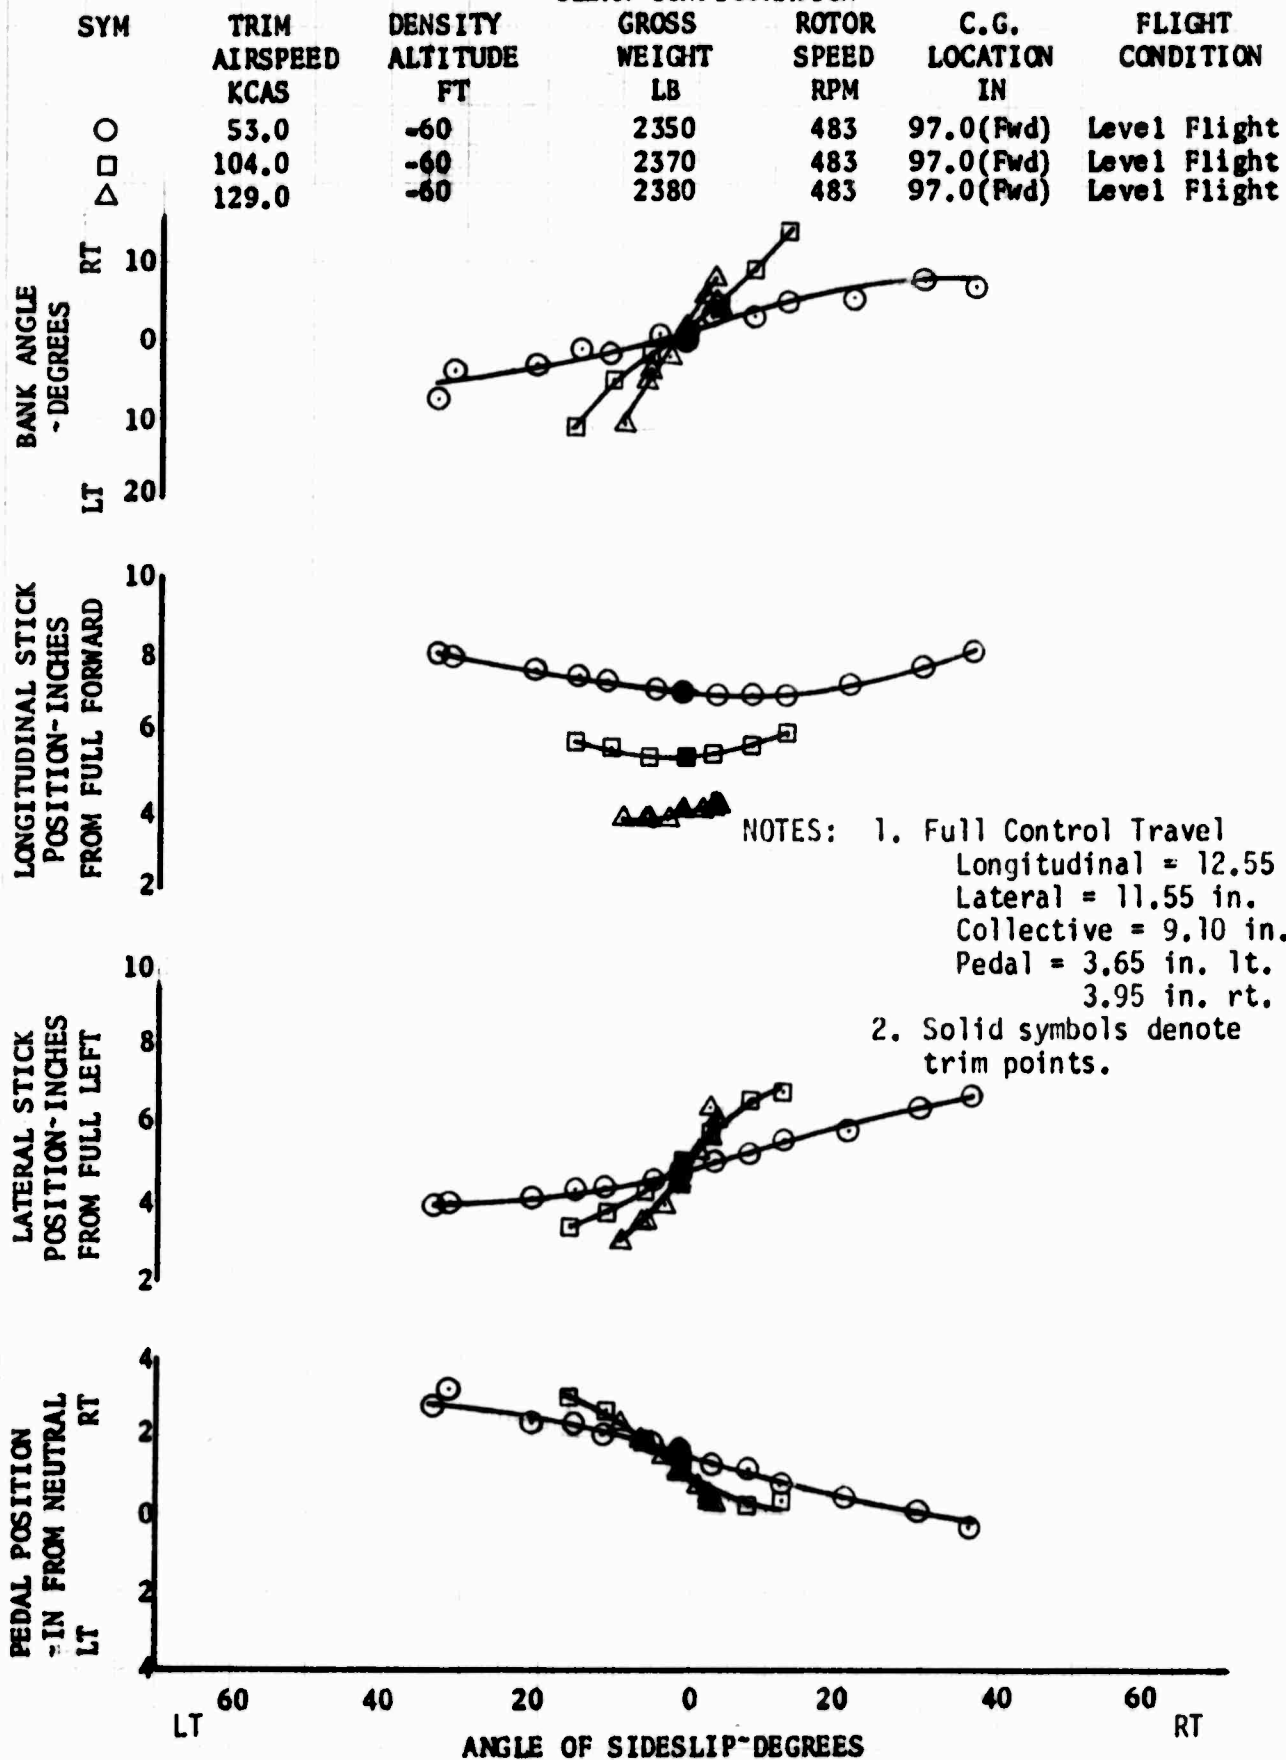 SYM TRIM DENSITY GROSS ROTOR C.G. FLIGHT
AIRSPEED ALTITUDE WEIGHT SPEED LOCATION CONDITION
KCAS FT LB RPM IN
53.0 -60 2350 483 97.0(Fwd) Level Flight
104.0 -60 2370 483 97.0(Fwd) Level Flight
129.0 -60 2380 483 97.0(Fwd) Level Flight
BANK ANGLE
~DEGREES
RT
LT
10
0
10
20
LONGITUDINAL STICK
POSITION~INCHES
FROM FULL FORWARD
10
8
6
4
2
NOTES: 1. Full Control Travel
Longitudinal = 12.55
Lateral = 11.55 in.
Collective = 9.10 in.
Pedal = 3.65 in. lt.
3.95 in. rt.
2. Solid symbols denote
trim points.
LATERAL STICK
POSITION~INCHES
FROM FULL LEFT
10
8
6
4
2
PEDAL POSITION
~IN FROM NEUTRAL
RT
LT
4
2
0
2
4
60 40 20 0 20 40 60
LT RT
ANGLE OF SIDESLIP~DEGREES